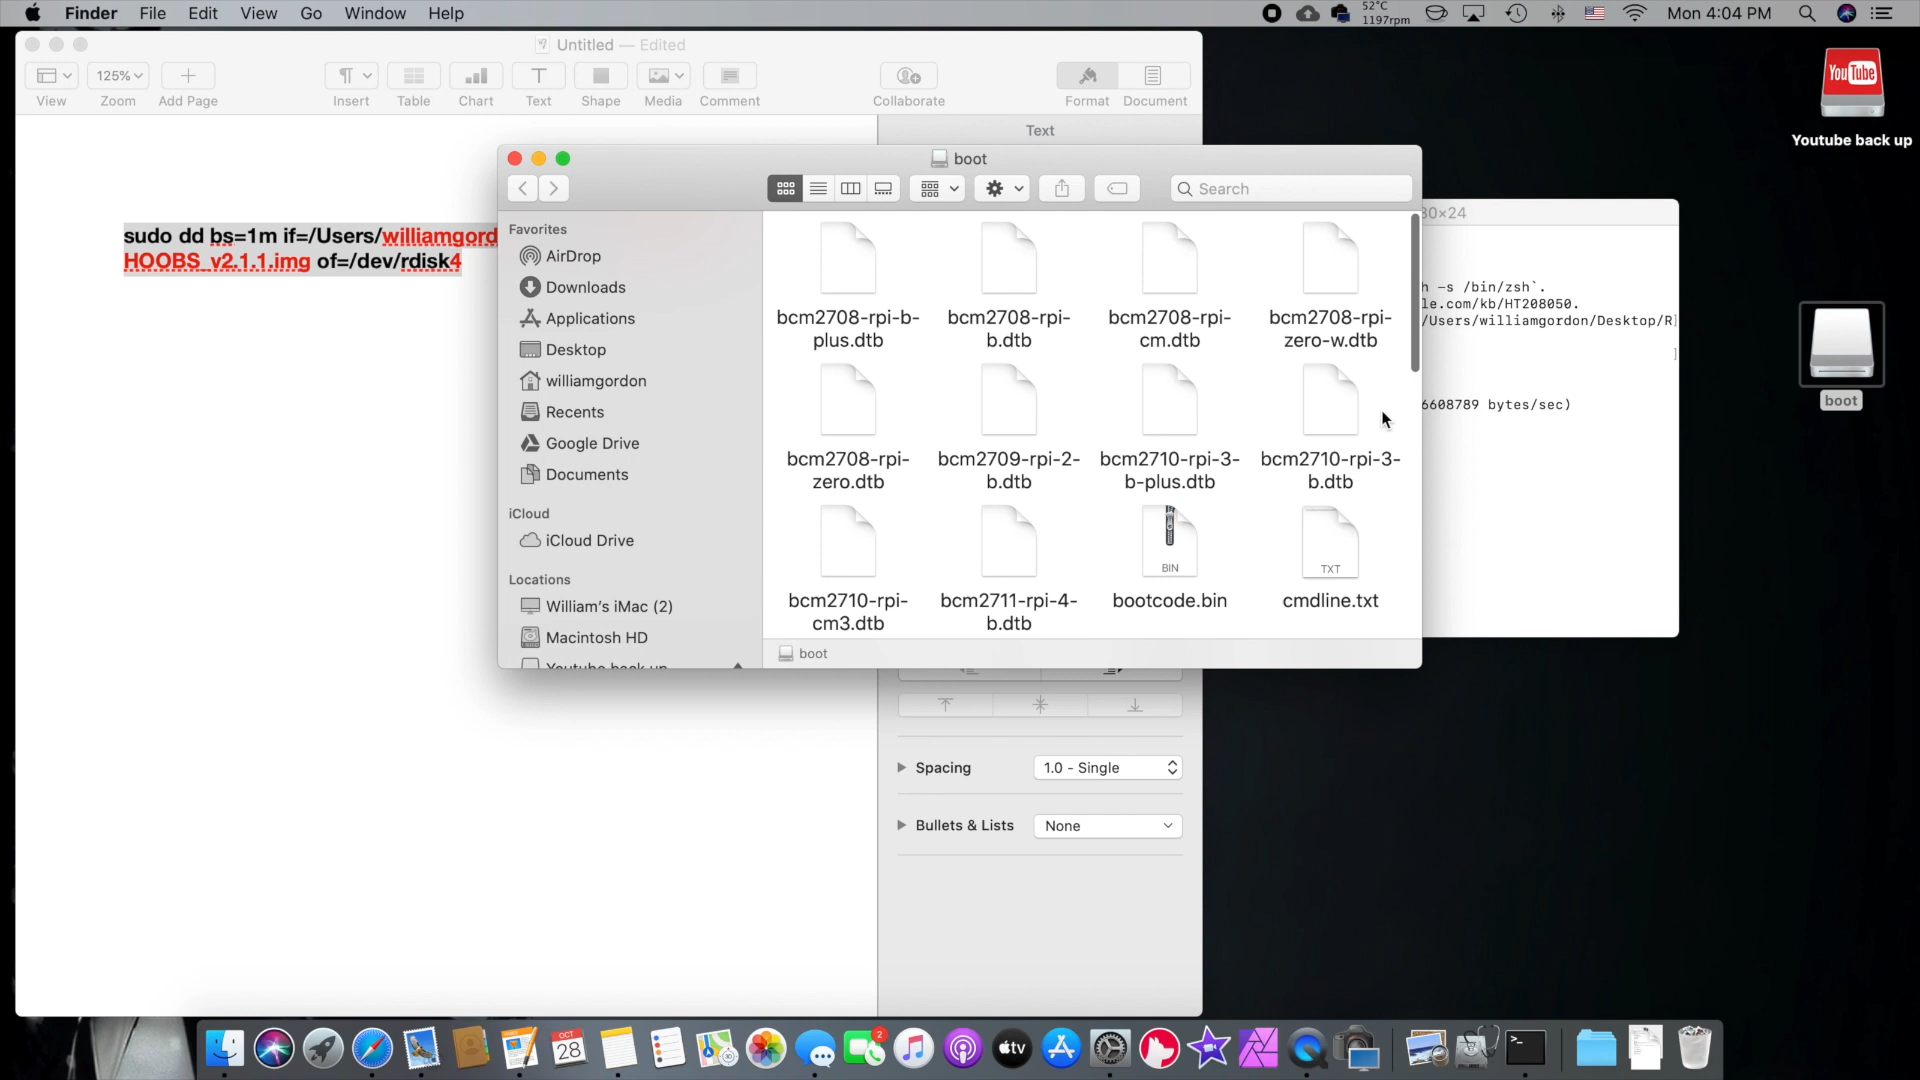 Finder File Edit View Go Window Help
52°C
1197rpm
Mon 4:04 PM
Untitled — Edited
125%
View Zoom Add Page Insert Table Chart Text Shape Media Comment Collaborate Format Document
Text
sudo dd bs=1m if=/Users/williamgord
HOOBS_v2.1.1.img of=/dev/rdisk4
boot
Search
Favorites
AirDrop
Downloads
Applications
Desktop
williamgordon
Recents
Google Drive
Documents
iCloud
iCloud Drive
Locations
William's iMac (2)
Macintosh HD
Youtube back up
bcm2708-rpi-b-
plus.dtb
bcm2708-rpi-
b.dtb
bcm2708-rpi-
cm.dtb
bcm2708-rpi-
zero-w.dtb
bcm2708-rpi-
zero.dtb
bcm2709-rpi-2-
b.dtb
bcm2710-rpi-3-
b-plus.dtb
bcm2710-rpi-3-
b.dtb
bcm2710-rpi-
cm3.dtb
bcm2711-rpi-4-
b.dtb
BIN
bootcode.bin
TXT
cmdline.txt
boot
80×24
h -s /bin/zsh`.
le.com/kb/HT208050.
/Users/williamgordon/Desktop/R
6608789 bytes/sec)
Spacing
1.0 - Single
Bullets & Lists
None
YouTube
Youtube back up
boot
OCT
28
2
tv